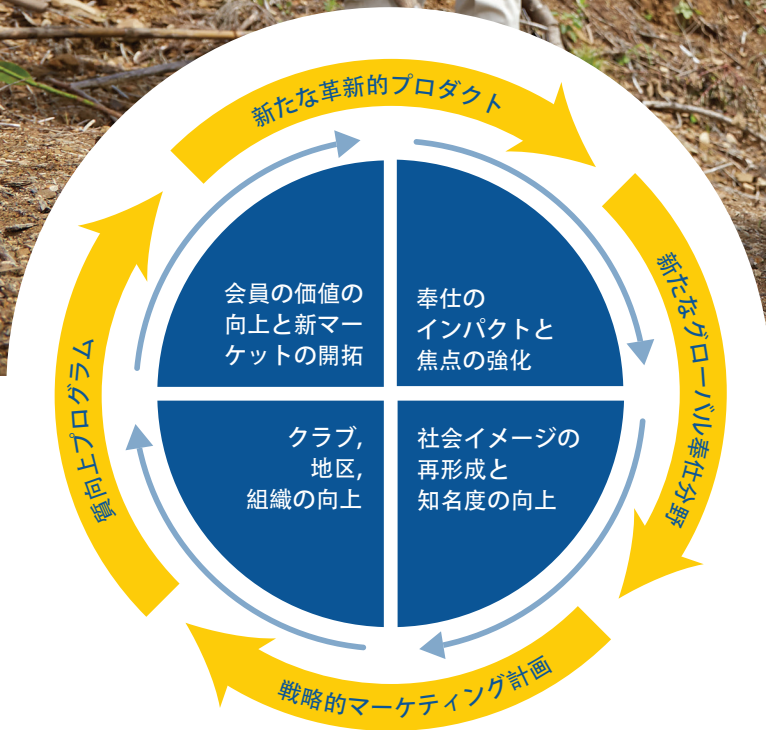 新たな革新的プロダクト
新たなグローバル奉仕分野
戦略的マーケティング計画
質向上プログラム
会員の価値の
向上と新マー
ケットの開拓
奉仕の
インパクトと
焦点の強化
クラブ,
地区,
組織の向上
社会イメージの
再形成と
知名度の向上